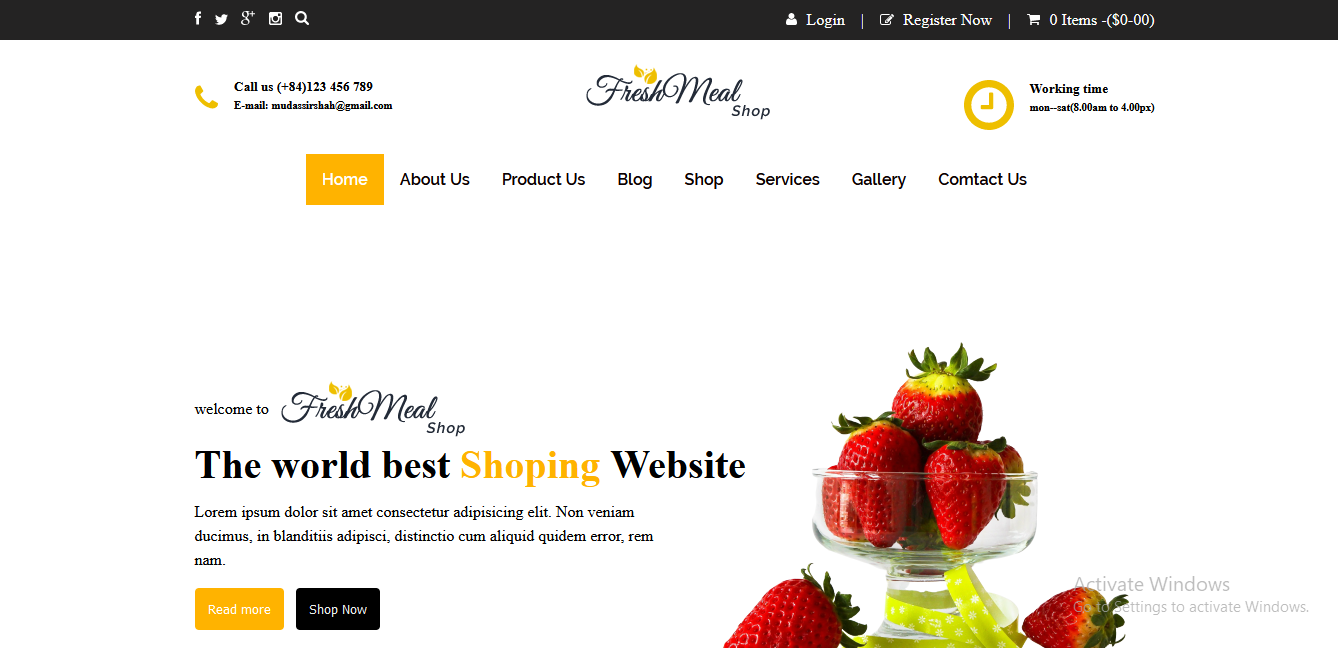 Login | Register Now | 0 Items -($0-00)
Call us (+84)123 456 789
E-mail: mudassirshah@gmail.com
FreshMeal
Shop
Working time
mon--sat(8.00am to 4.00px)
Home About Us Product Us Blog Shop Services Gallery Comtact Us
welcome to FreshMeal
Shop
The world best Shoping Website
Lorem ipsum dolor sit amet consectetur adipisicing elit. Non veniam
ducimus, in blanditiis adipisci, distinctio cum aliquid quidem error, rem
nam.
Read more Shop Now
Activate Windows
Go to Settings to activate Windows.